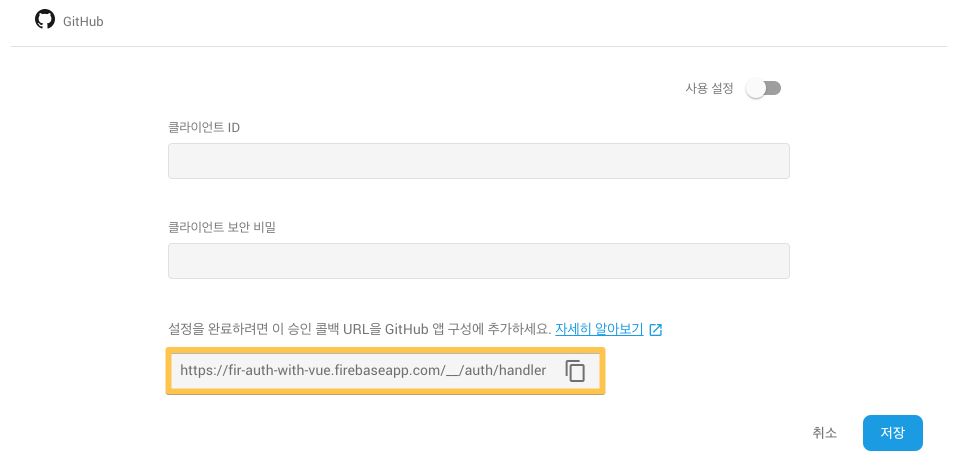 GitHub
사용 설정
클라이언트 ID
클라이언트 보안 비밀
설정을 완료하려면 이 승인 콜백 URL을 GitHub 앱 구성에 추가하세요. 자세히 알아보기
https://fir-auth-with-vue.firebaseapp.com/__/auth/handler
취소 저장